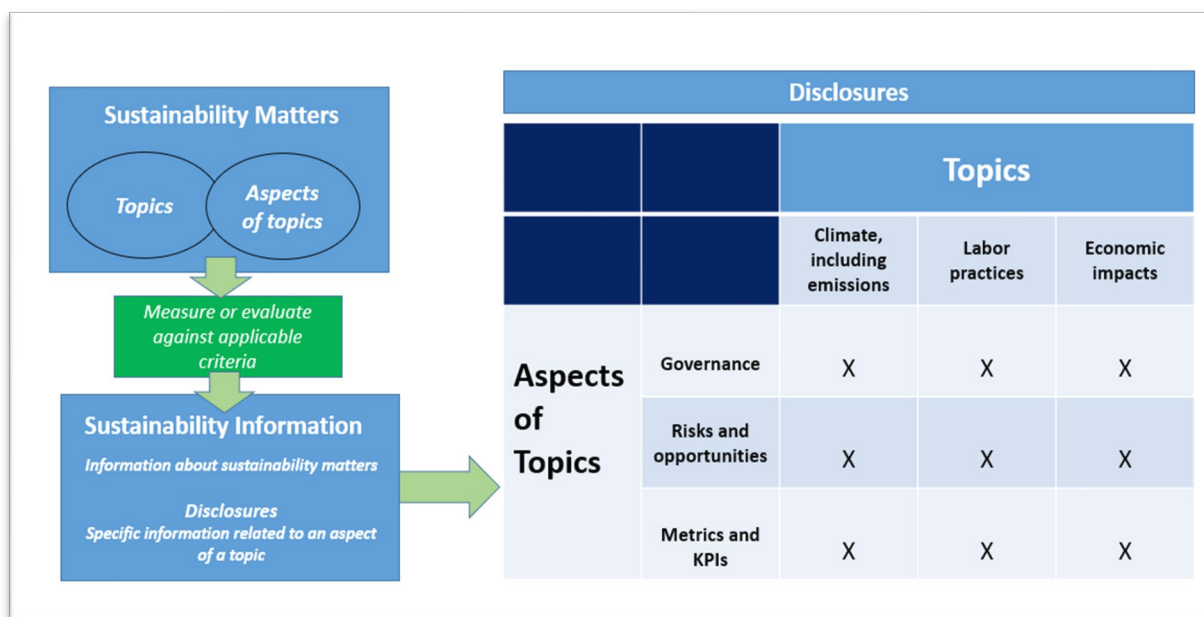 Sustainability Matters
Topics
Aspects
of topics
Measure or evaluate
against applicable
criteria
Sustainability Information
Information about sustainability matters
Disclosures
Specific information related to an aspect
of a topic
Disclosures
Topics
Climate,
including
emissions
Labor
practices
Economic
impacts
Aspects
of
Topics
Governance
X
X
X
Risks and
opportunities
X
X
X
Metrics and
KPIs
X
X
X